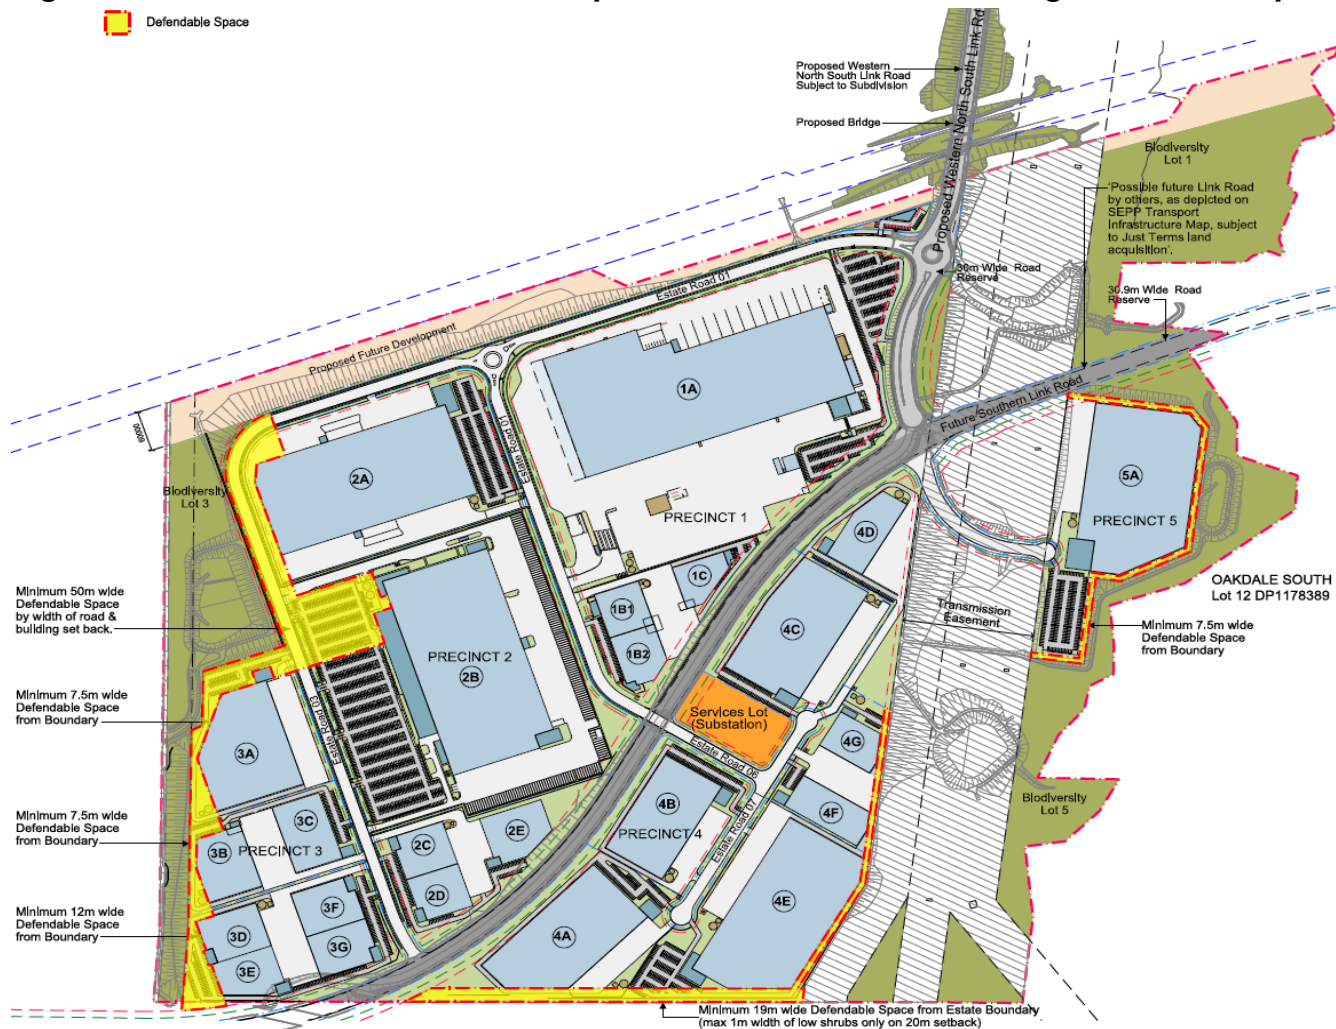 Defendable Space
Proposed Western
North South Link Road
Subject to Subdivision
Proposed Bridge
Proposed Western North South Link Rd
Biodiversity
Lot 1
'Possible future Link Road
by others, as depicted on
SEPP Transport
Infrastructure Map, subject
to Just Terms land
acquisition'.
30m Wide Road
Reserve
30.9m Wide Road
Reserve
Estate Road 01
Proposed Future Development
60000
1A
Estate Road 01
Future Southern Link Road
2A
Biodiversity
Lot 3
5A
PRECINCT 5
PRECINCT 1
4D
1C
OAKDALE SOUTH
Lot 12 DP1178389
Minimum 50m wide
Defendable Space
by width of road &
building set back.
1B1
1B2
Transmission
Easement
4C
Minimum 7.5m wide
Defendable Space
from Boundary
PRECINCT 2
2B
Minimum 7.5m wide
Defendable Space
from Boundary
Estate Road 03
Services Lot
(Substation)
3A
4G
Estate Road 06
Biodiversity
Lot 5
Minimum 7.5m wide
Defendable Space
from Boundary
4B
PRECINCT 4
4F
3C
2E
3B
PRECINCT 3
2C
Estate Road 07
2D
4E
Minimum 12m wide
Defendable Space
from Boundary
3F
3D
3G
4A
3E
Minimum 19m wide Defendable Space from Estate Boundary
(max 1m width of low shrubs only on 20m setback)